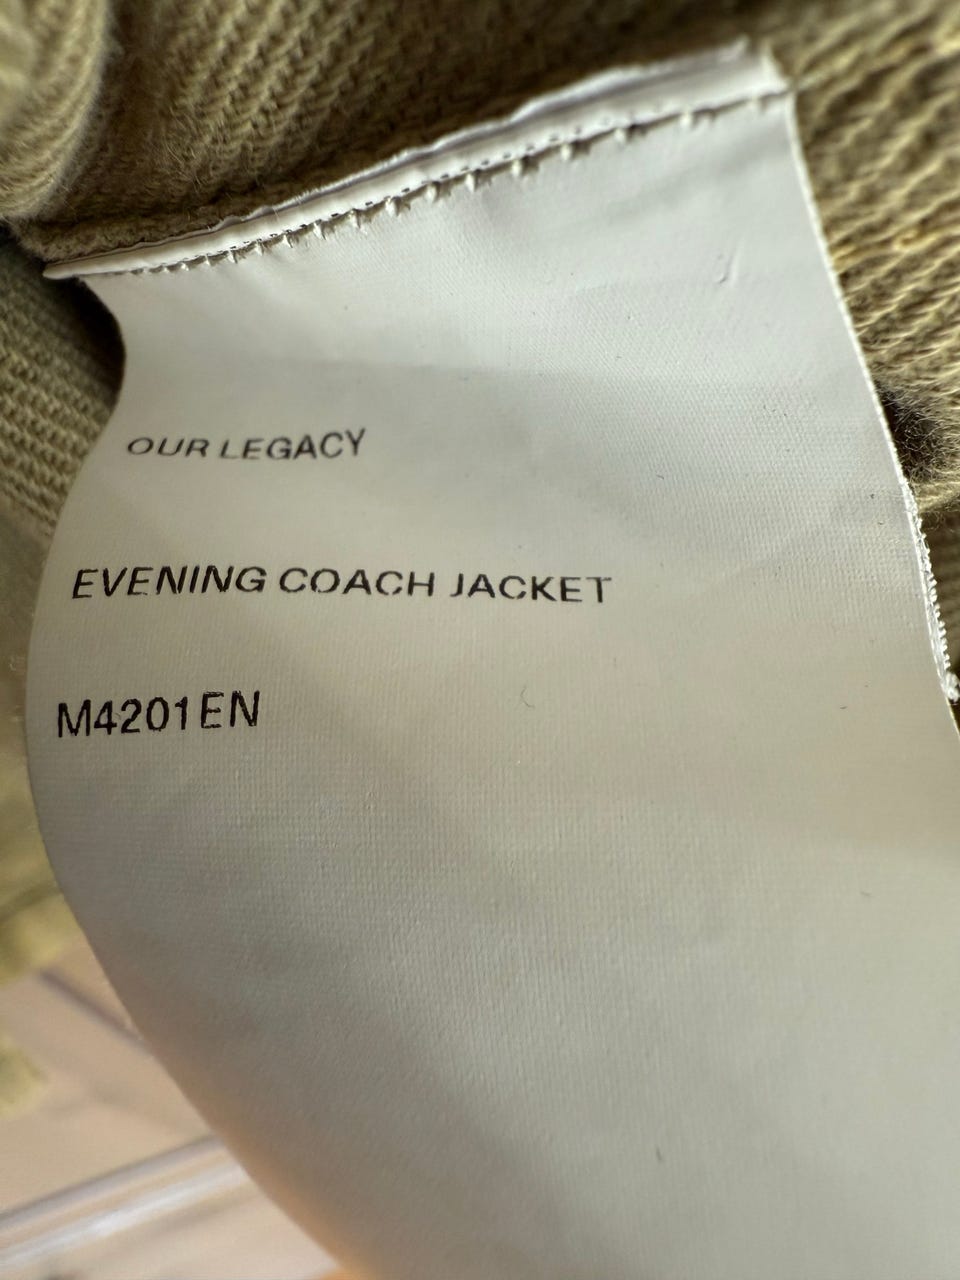 OUR LEGACY
EVENING COACH JACKET
M4201EN